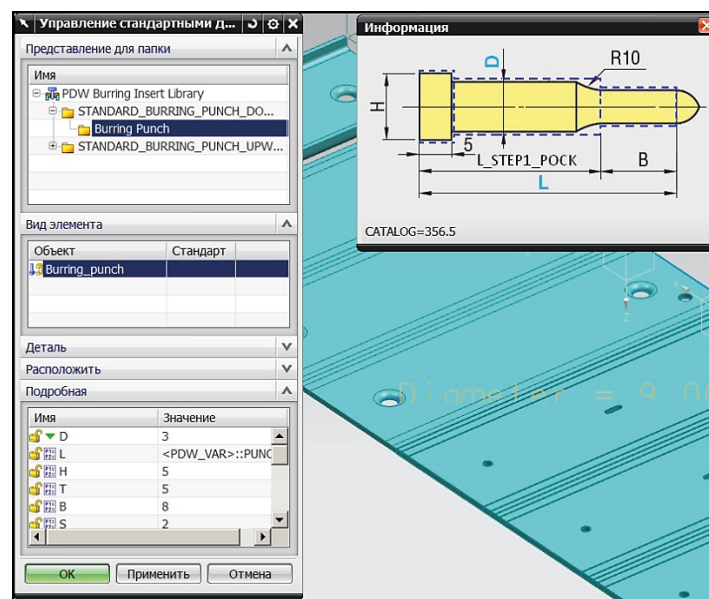 Управление стандартными д...
Представление для папки
Имя
PDW Burring Insert Library
STANDARD_BURRING_PUNCH_DO...
Burring Punch
STANDARD_BURRING_PUNCH_UPW...
Вид элемента
Объект Стандарт
Burring_punch
Деталь
Расположить
Подробная
Имя Значение
D 3
L <PDW_VAR>::PUNC
H 5
T 5
B 8
S 2
ОК Применить Отмена
Информация
R10
D
H
5
L_STEP1_POCK
B
L
CATALOG=356.5
Diameter = 9.00